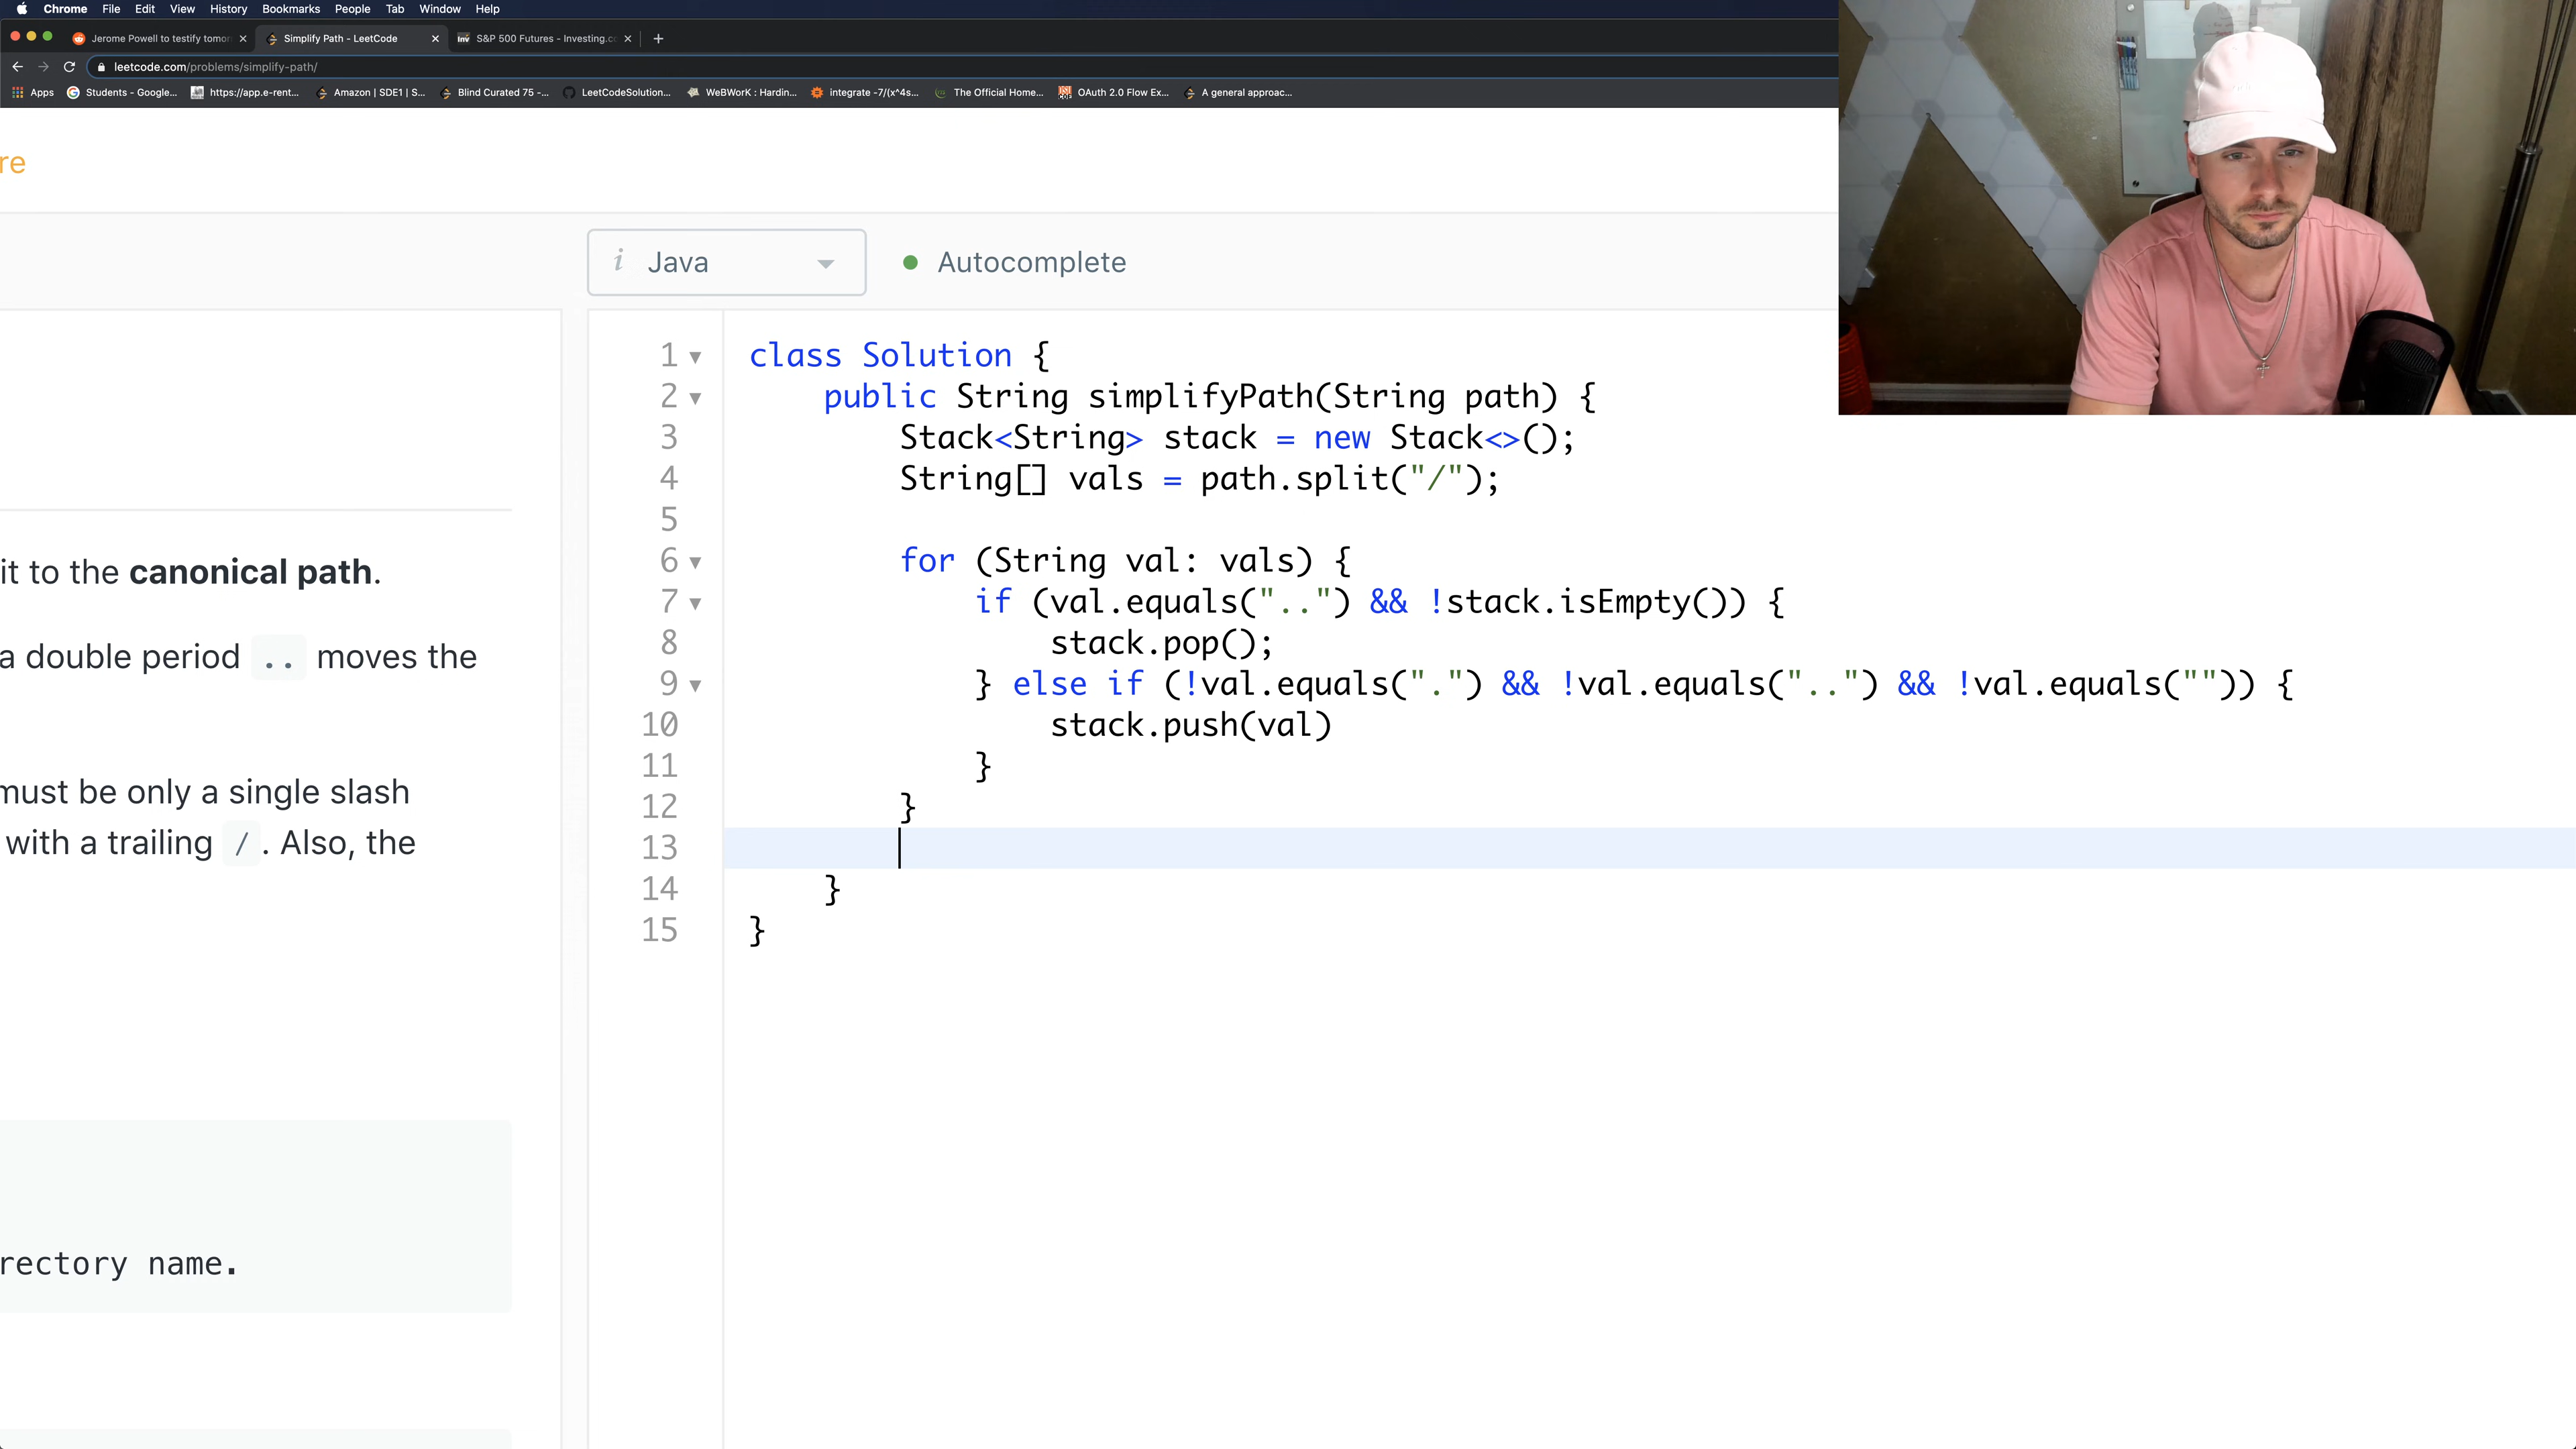 Chrome File Edit View History Bookmarks People Tab Window Help
Jerome Powell to testify tomor Simplify Path - LeetCode S&P 500 Futures - Investing.c
leetcode.com/problems/simplify-path/
Apps Students - Google... https://app.e-rent... Amazon | SDE1 | S... Blind Curated 75 -... LeetCodeSolution... WeBWorK : Hardin... integrate -7/(x^4s... The Official Home... OAuth 2.0 Flow Ex... A general approac...
re
i Java Autocomplete
it to the canonical path.
a double period .. moves the
must be only a single slash
with a trailing / . Also, the
rectory name.
1 class Solution {
2 public String simplifyPath(String path) {
3 Stack<String> stack = new Stack<>();
4 String[] vals = path.split("/");
5
6 for (String val: vals) {
7 if (val.equals("..") && !stack.isEmpty()) {
8 stack.pop();
9 } else if (!val.equals(".") && !val.equals("..") && !val.equals("")) {
10 stack.push(val)
11 }
12 }
13
14 }
15 }